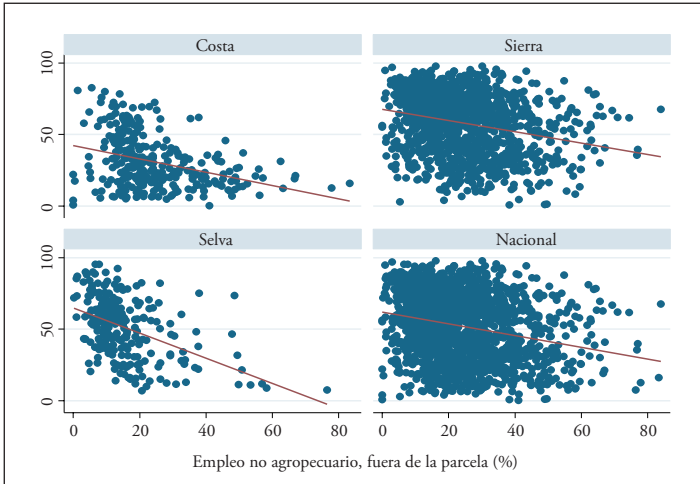 Costa
Sierra
100
50
0
Selva
Nacional
100
50
0
0 20 40 60 80 0 20 40 60 80
Empleo no agropecuario, fuera de la parcela (%)